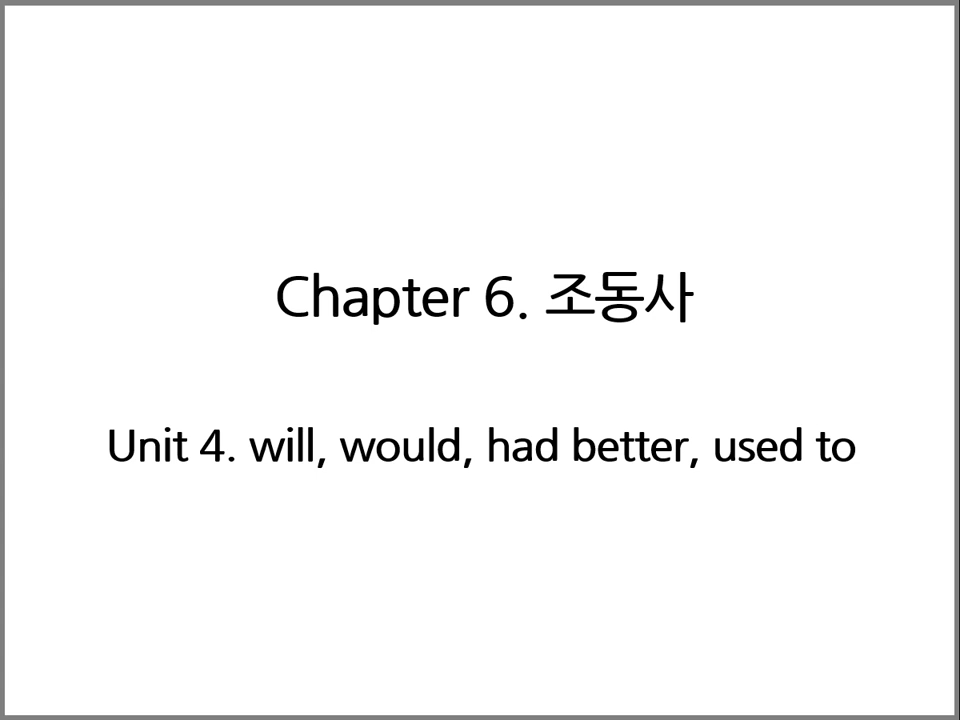 Chapter 6. 조동사
Unit 4. will, would, had better, used to